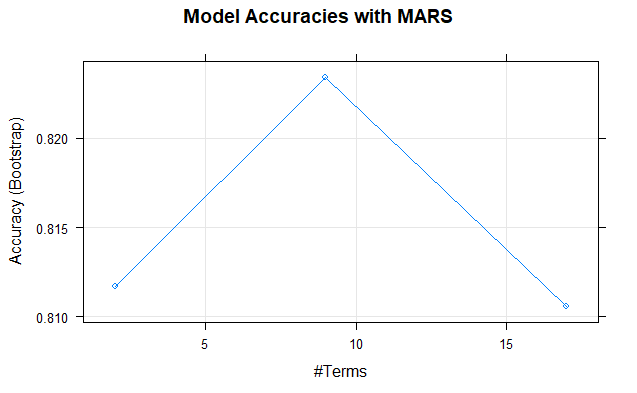 Model Accuracies with MARS
Accuracy (Bootstrap)
0.820
0.815
0.810
5 10 15
#Terms